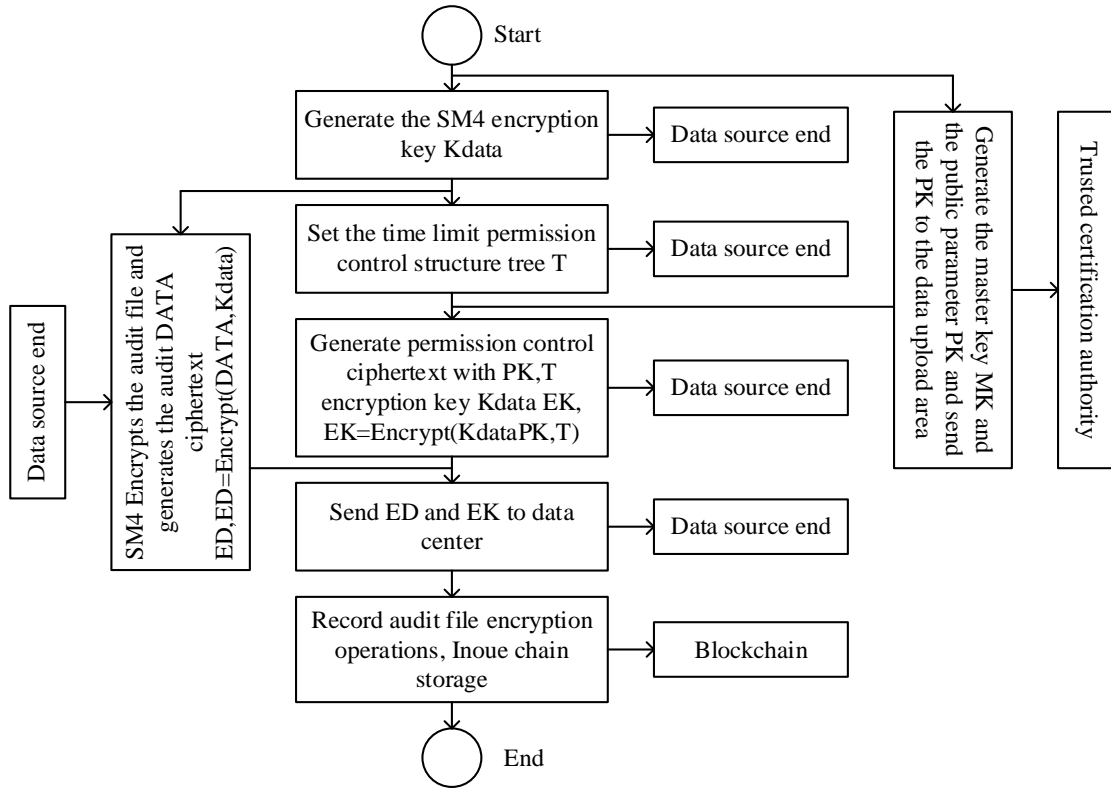 Start
Generate the SM4 encryption
key Kdata
Data source end
Set the time limit permission
control structure tree T
Data source end
Generate permission control
ciphertext with PK,T
encryption key Kdata EK,
EK=Encrypt(KdataPK,T)
Data source end
Send ED and EK to data
center
Data source end
Record audit file encryption
operations, Inoue chain
storage
Blockchain
End
Data source end
SM4 Encrypts the audit file and
generates the audit DATA
ciphertext
ED,ED=Encrypt(DATA,Kdata)
Generate the master key MK and
the public parameter PK and send
the PK to the data upload area
Trusted certification authority